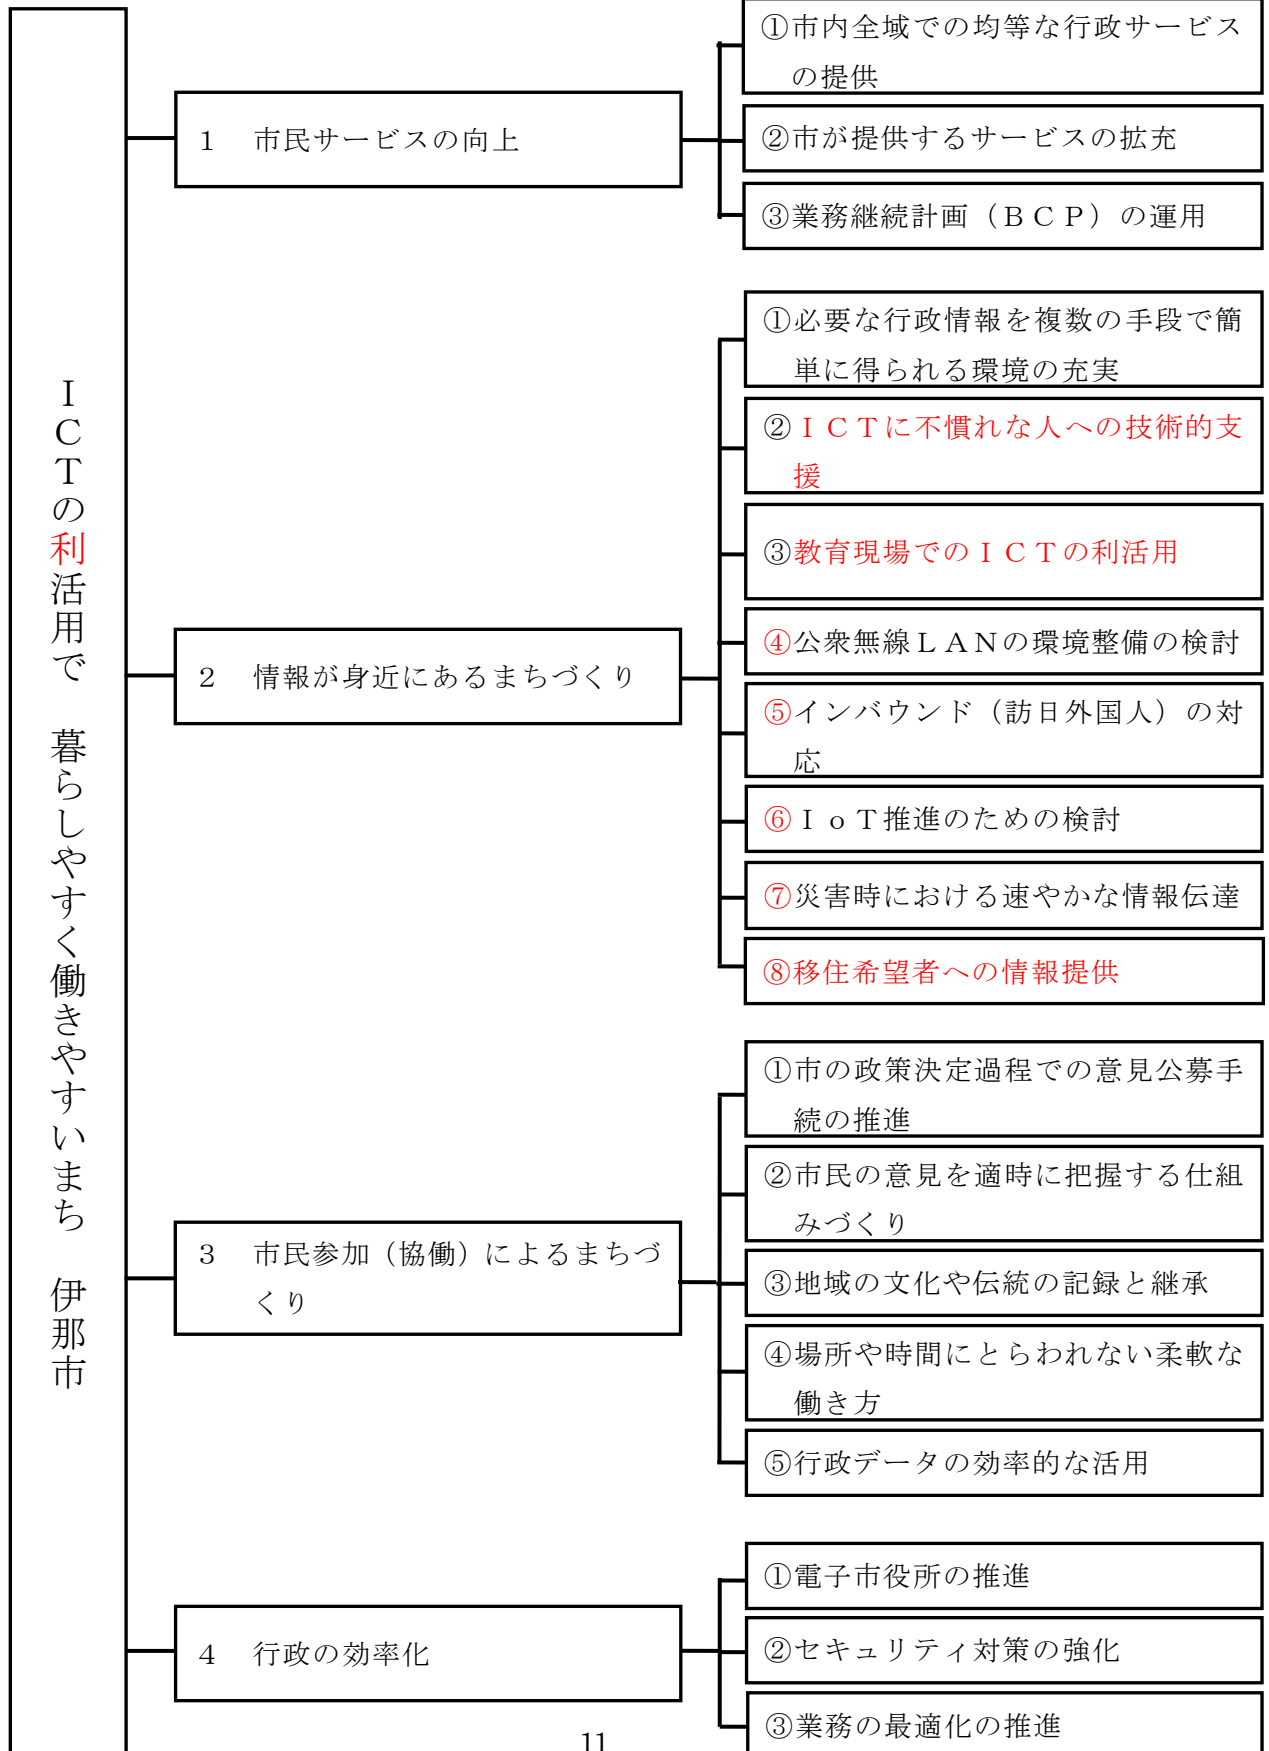 ＩＣＴの利活用で　暮らしやすく働きやすいまち　伊那市
１　市民サービスの向上
①市内全域での均等な行政サービス
の提供
②市が提供するサービスの拡充
③業務継続計画（ＢＣＰ）の運用
２　情報が身近にあるまちづくり
①必要な行政情報を複数の手段で簡
単に得られる環境の充実
②ＩＣＴに不慣れな人への技術的支
援
③教育現場でのＩＣＴの利活用
④公衆無線ＬＡＮの環境整備の検討
⑤インバウンド（訪日外国人）の対
応
⑥ＩｏＴ推進のための検討
⑦災害時における速やかな情報伝達
⑧移住希望者への情報提供
３　市民参加（協働）によるまちづ
くり
①市の政策決定過程での意見公募手
続の推進
②市民の意見を適時に把握する仕組
みづくり
③地域の文化や伝統の記録と継承
④場所や時間にとらわれない柔軟な
働き方
⑤行政データの効率的な活用
４　行政の効率化
①電子市役所の推進
②セキュリティ対策の強化
③業務の最適化の推進
11